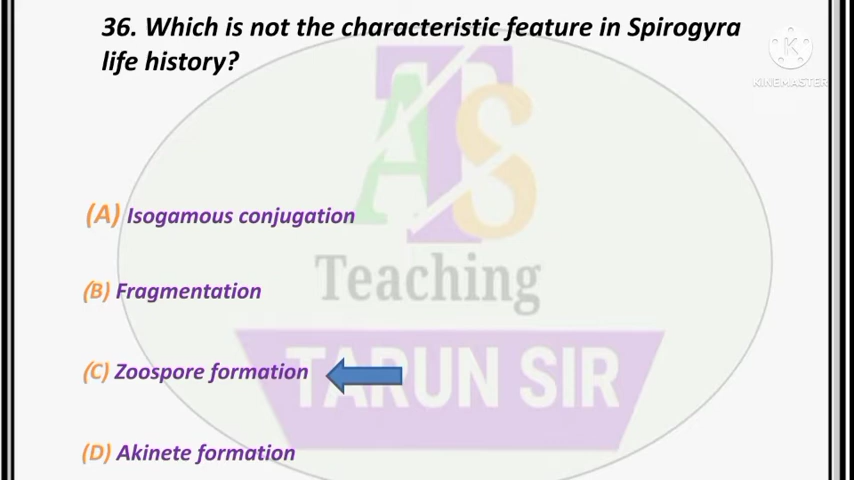 36. Which is not the characteristic feature in Spirogyra
life history?
K
KINEMASTER
(A) Isogamous conjugation
ATS
Teaching
(B) Fragmentation
(C) Zoospore formation
TARUN SIR
(D) Akinete formation